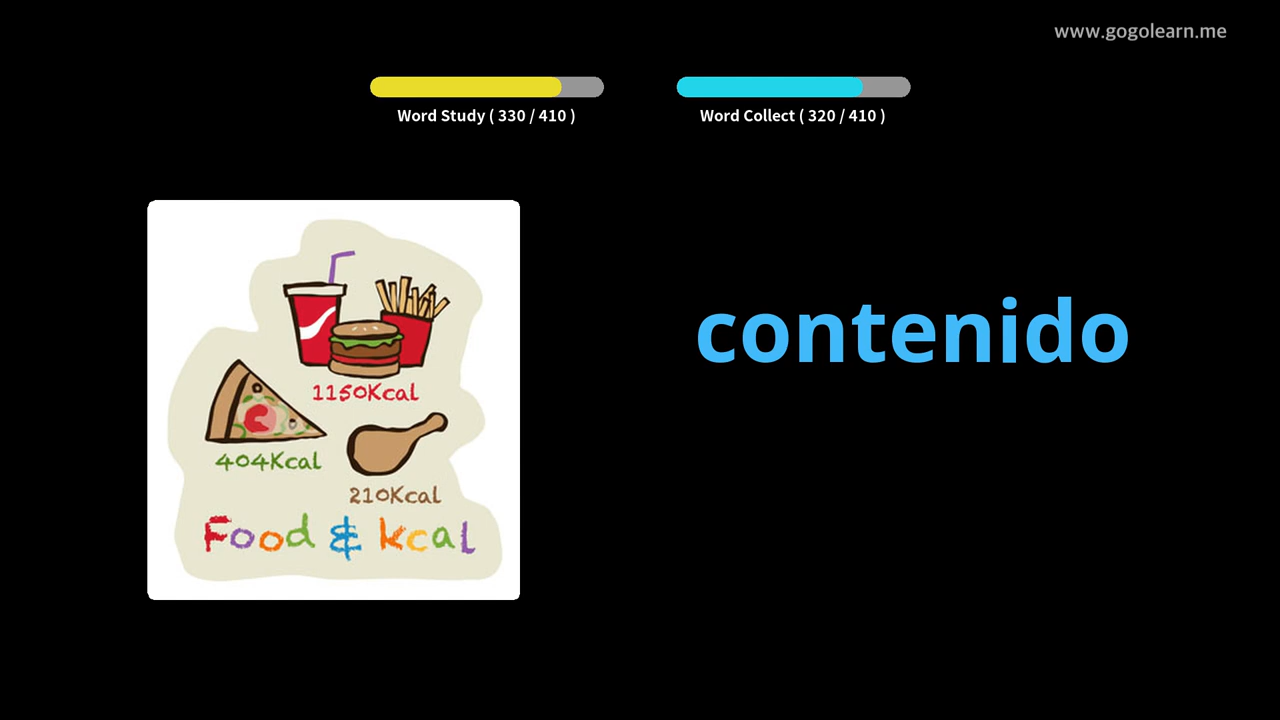 www.gogolearn.me
Word Study ( 330 / 410 )
Word Collect ( 320 / 410 )
contenido
1150Kcal
404Kcal
210Kcal
Food & kcal